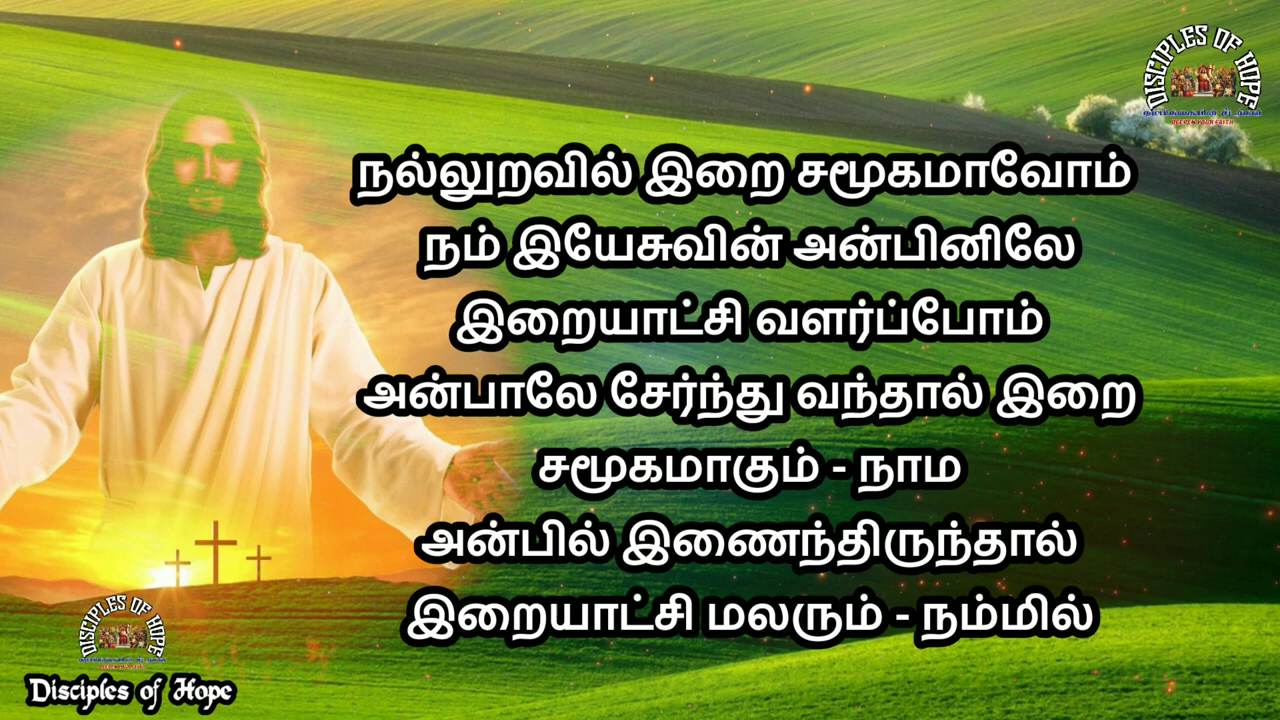 DISCIPLES OF HOPE
நல்லுறவில் இறை சமூகமாவோம்
நம் இயேசுவின் அன்பினிலே
இறையாட்சி வளர்ப்போம்
அன்பாலே சேர்ந்து வந்தால் இறை
சமூகமாகும் - நாம
அன்பில் இணைந்திருந்தால்
இறையாட்சி மலரும் - நம்மில்
DISCIPLES OF HOPE
Disciples of Hope